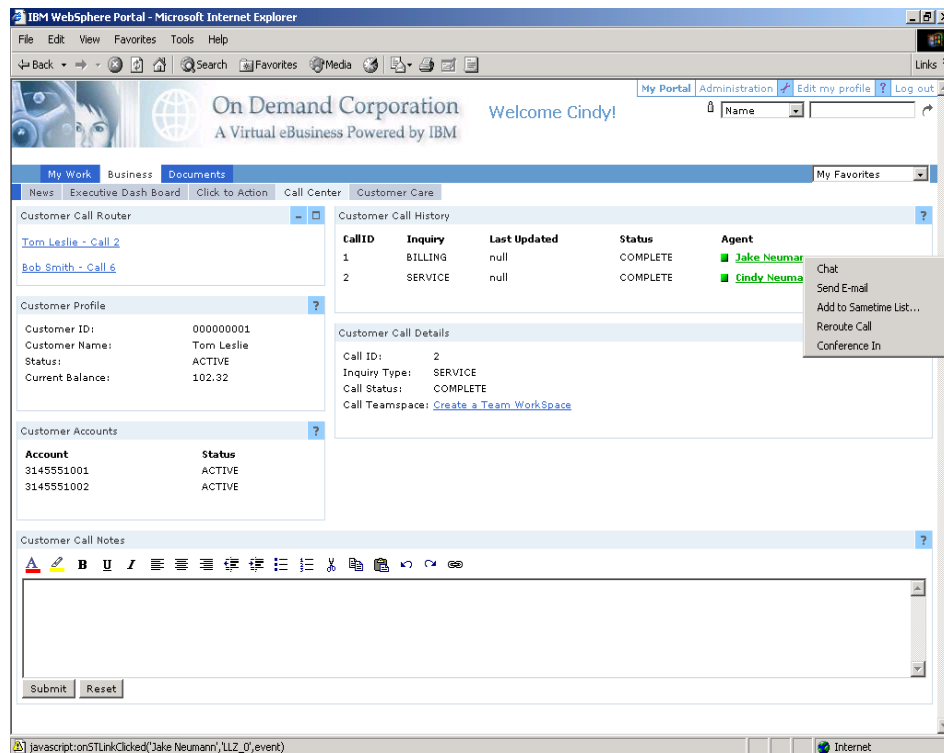 IBM WebSphere Portal - Microsoft Internet Explorer
File Edit View Favorites Tools Help
Back Search Favorites Media Links
My Portal Administration Edit my profile ? Log out
On Demand Corporation
A Virtual eBusiness Powered by IBM
Welcome Cindy!
Name
My Work Business Documents My Favorites
News Executive Dash Board Click to Action Call Center Customer Care
Customer Call Router
Tom Leslie - Call 2
Bob Smith - Call 6
Customer Profile ?
Customer ID: 000000001
Customer Name: Tom Leslie
Status: ACTIVE
Current Balance: 102.32
Customer Accounts ?
Account Status
3145551001 ACTIVE
3145551002 ACTIVE
Customer Call History ?
CallID Inquiry Last Updated Status Agent
1 BILLING null COMPLETE Jake Neuman
2 SERVICE null COMPLETE Cindy Neuma
Chat
Send E-mail
Add to Sametime List...
Reroute Call
Conference In
Customer Call Details
Call ID: 2
Inquiry Type: SERVICE
Call Status: COMPLETE
Call Teamspace: Create a Team WorkSpace
Customer Call Notes ?
A B U I
Submit Reset
javascript:onSTLinkClicked('Jake Neumann','LLZ_0',event) Internet